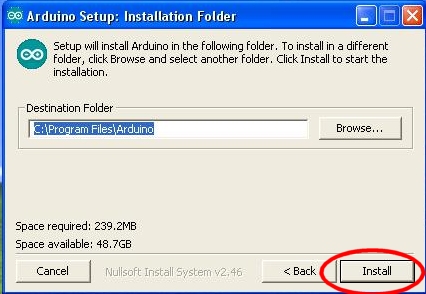 Arduino Setup: Installation Folder
Setup will install Arduino in the following folder. To install in a different
folder, click Browse and select another folder. Click Install to start the
installation.
Destination Folder
C:\Program Files\Arduino
Browse...
Space required: 239.2MB
Space available: 48.7GB
Cancel
Nullsoft Install System v2.46
< Back
Install